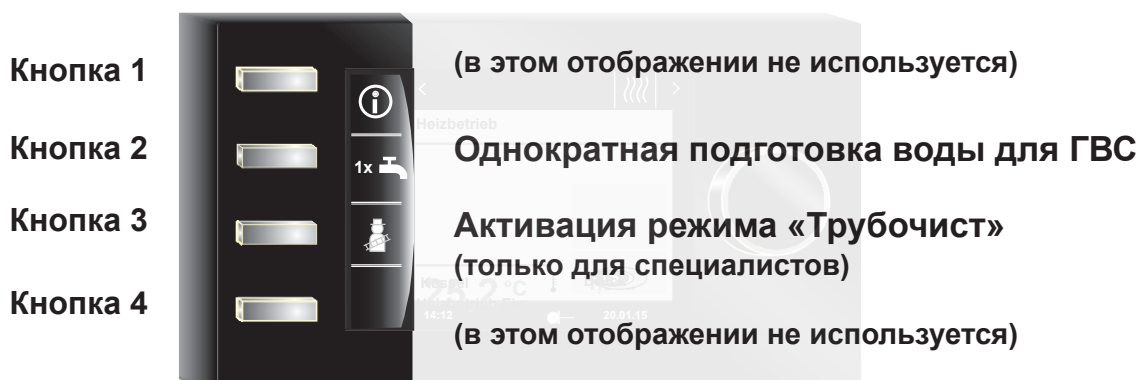 Кнопка 1
(в этом отображении не используется)
Heizbetrieb
Кнопка 2
1x
Однократная подготовка воды для ГВС
Кнопка 3
Активация режима «Трубочист»
(только для специалистов)
Kessel
°C
Кнопка 4
14:12
20.01.15
(в этом отображении не используется)